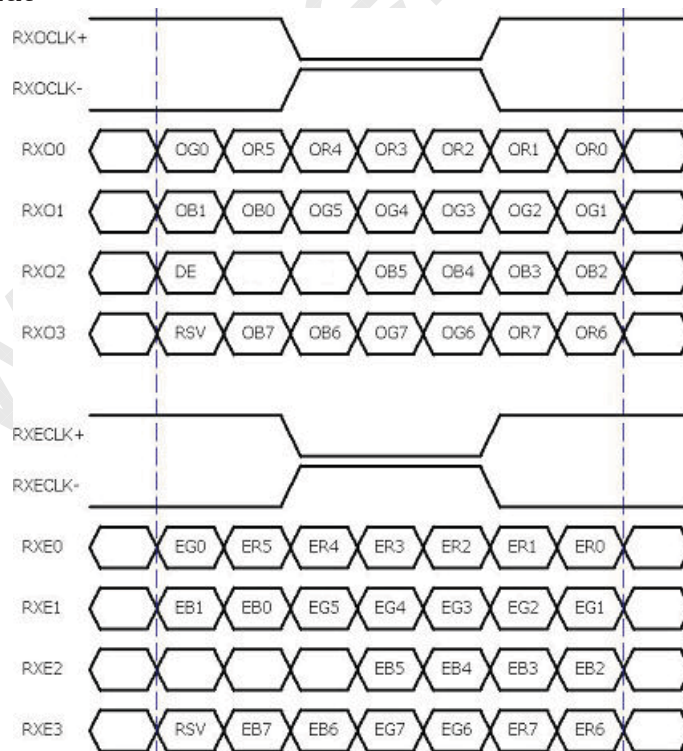 RXOCLK+
RXOCLK-
RXO0 OG0 OR5 OR4 OR3 OR2 OR1 OR0
RXO1 OB1 OB0 OG5 OG4 OG3 OG2 OG1
RXO2 DE OB5 OB4 OB3 OB2
RXO3 RSV OB7 OB6 OG7 OG6 OR7 OR6
RXECLK+
RXECLK-
RXE0 EG0 ER5 ER4 ER3 ER2 ER1 ER0
RXE1 EB1 EB0 EG5 EG4 EG3 EG2 EG1
RXE2 EB5 EB4 EB3 EB2
RXE3 RSV EB7 EB6 EG7 EG6 ER7 ER6